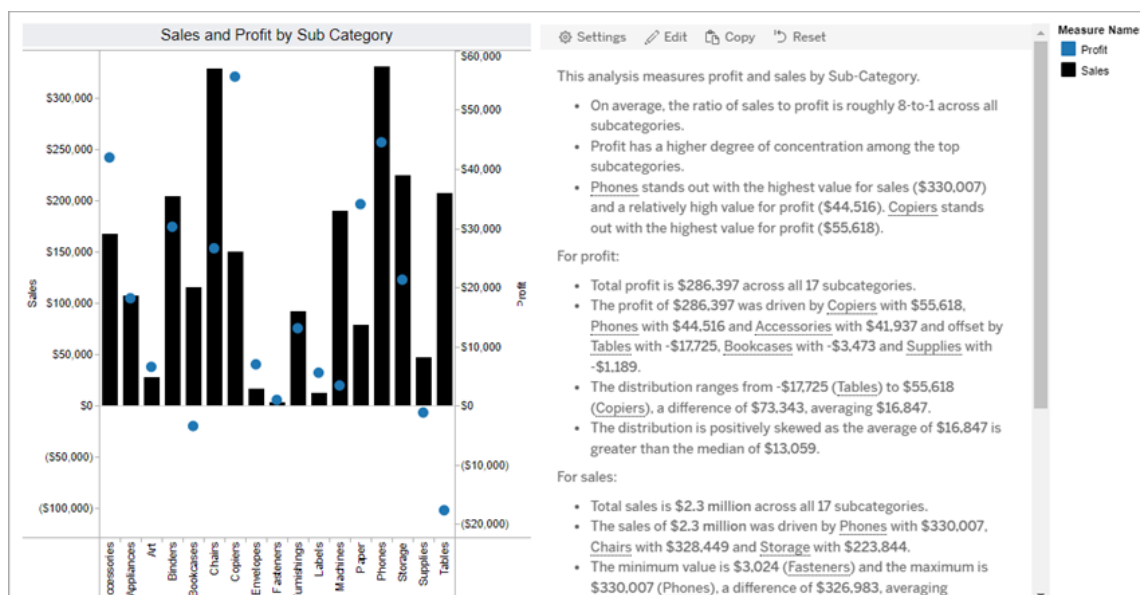 Sales and Profit by Sub Category
$300,000
$250,000
$200,000
$150,000
$100,000
$50,000
$0
($50,000)
($100,000)
Sales
$60,000
$50,000
$40,000
$30,000
$20,000
$10,000
$0
($10,000)
($20,000)
Profit
ccessories
Appliances
Art
Binders
Bookcases
Chairs
Copiers
Envelopes
Fasteners
urnishings
Labels
Machines
Paper
Phones
Storage
Supplies
Tables
Settings Edit Copy Reset
This analysis measures profit and sales by Sub-Category.
• On average, the ratio of sales to profit is roughly 8-to-1 across all
subcategories.
• Profit has a higher degree of concentration among the top
subcategories.
• Phones stands out with the highest value for sales ($330,007)
and a relatively high value for profit ($44,516). Copiers stands
out with the highest value for profit ($55,618).
For profit:
• Total profit is $286,397 across all 17 subcategories.
• The profit of $286,397 was driven by Copiers with $55,618,
Phones with $44,516 and Accessories with $41,937 and offset by
Tables with -$17,725, Bookcases with -$3,473 and Supplies with
-$1,189.
• The distribution ranges from -$17,725 (Tables) to $55,618
(Copiers), a difference of $73,343, averaging $16,847.
• The distribution is positively skewed as the average of $16,847 is
greater than the median of $13,059.
For sales:
• Total sales is $2.3 million across all 17 subcategories.
• The sales of $2.3 million was driven by Phones with $330,007,
Chairs with $328,449 and Storage with $223,844.
• The minimum value is $3,024 (Fasteners) and the maximum is
$330,007 (Phones), a difference of $326,983, averaging
Measure Name
Profit
Sales